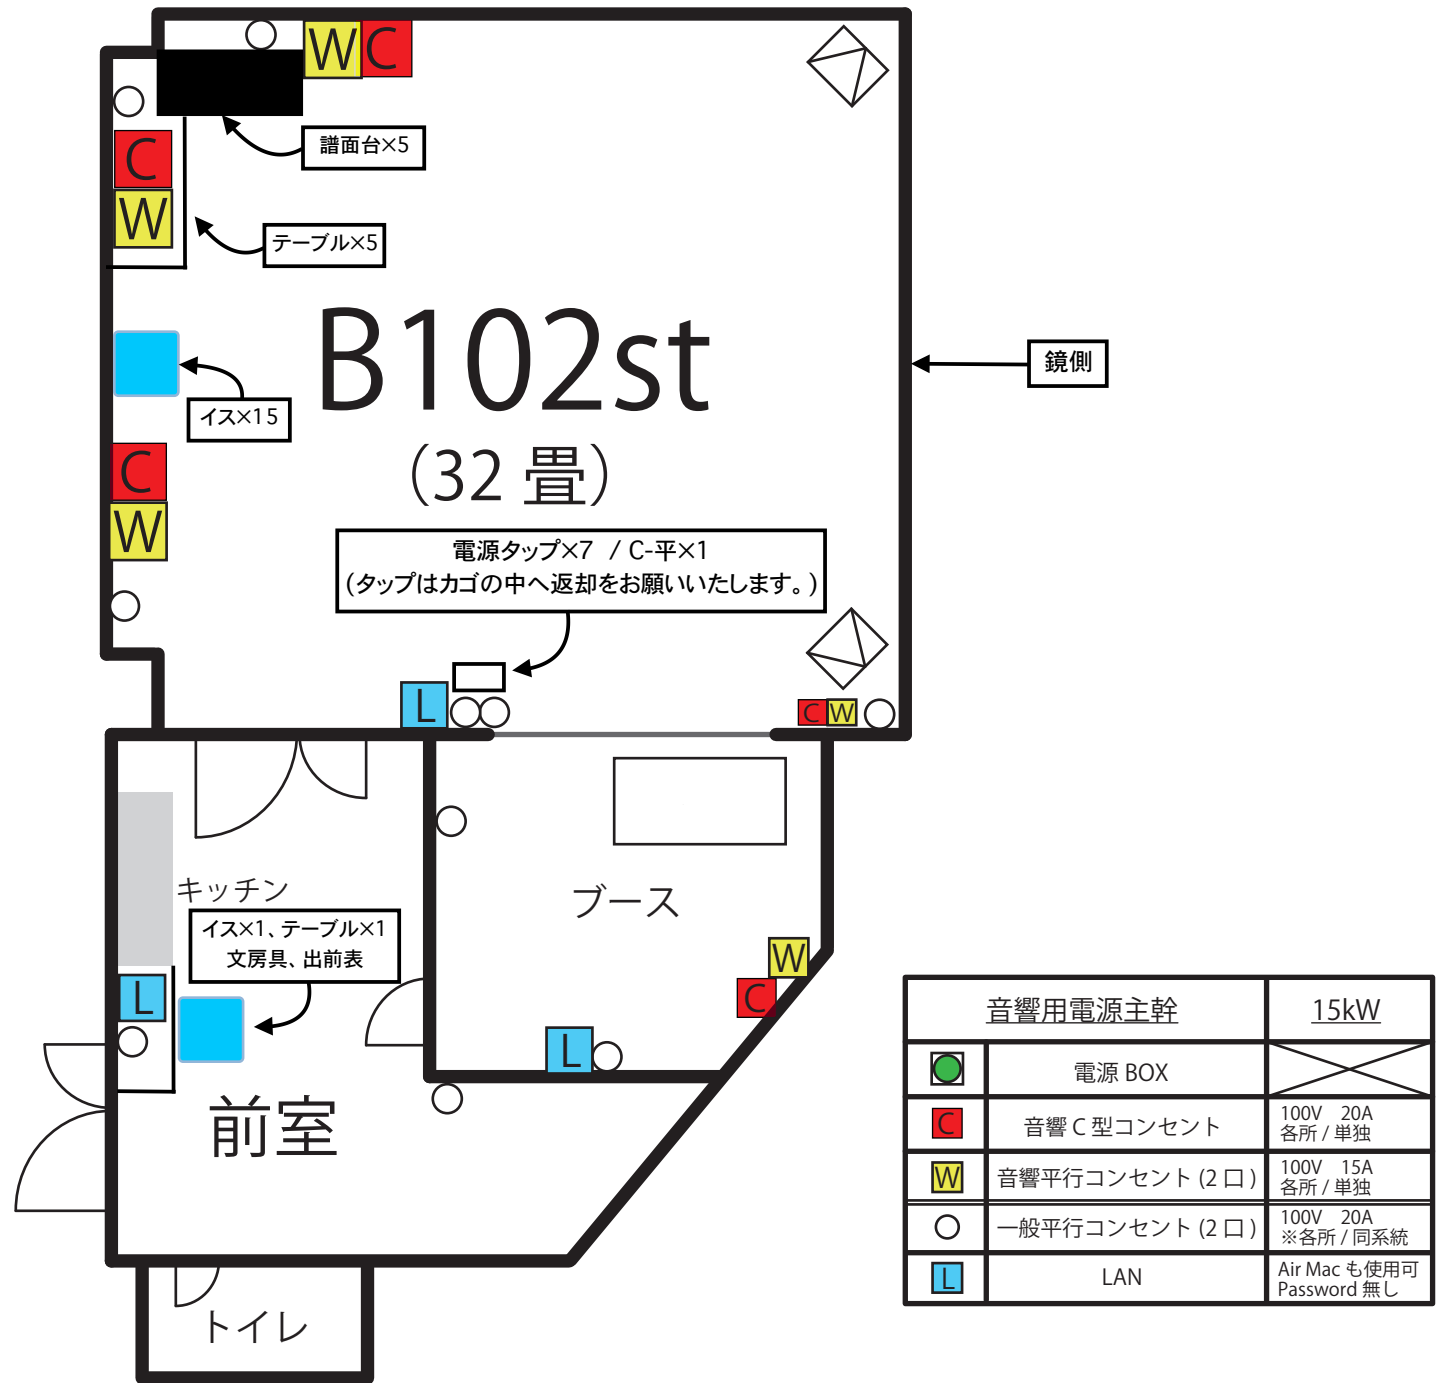 W C
譜面台×5
C
W
テーブル×5
B102st
(32 畳)
鏡側
イス×15
C
W
電源タップ×7 / C-平×1
(タップはカゴの中へ返却をお願いいたします。)
L
C W
キッチン
ブース
イス×1、テーブル×1
文房具、出前表
W
C
L
L
前室
トイレ
音響用電源主幹 15kW
電源 BOX
C 音響 C 型コンセント 100V 20A
各所 / 単独
W 音響平行コンセント (2 口 ) 100V 15A
各所 / 単独
一般平行コンセント (2 口 ) 100V 20A
※各所 / 同系統
L LAN Air Mac も使用可
Password 無し